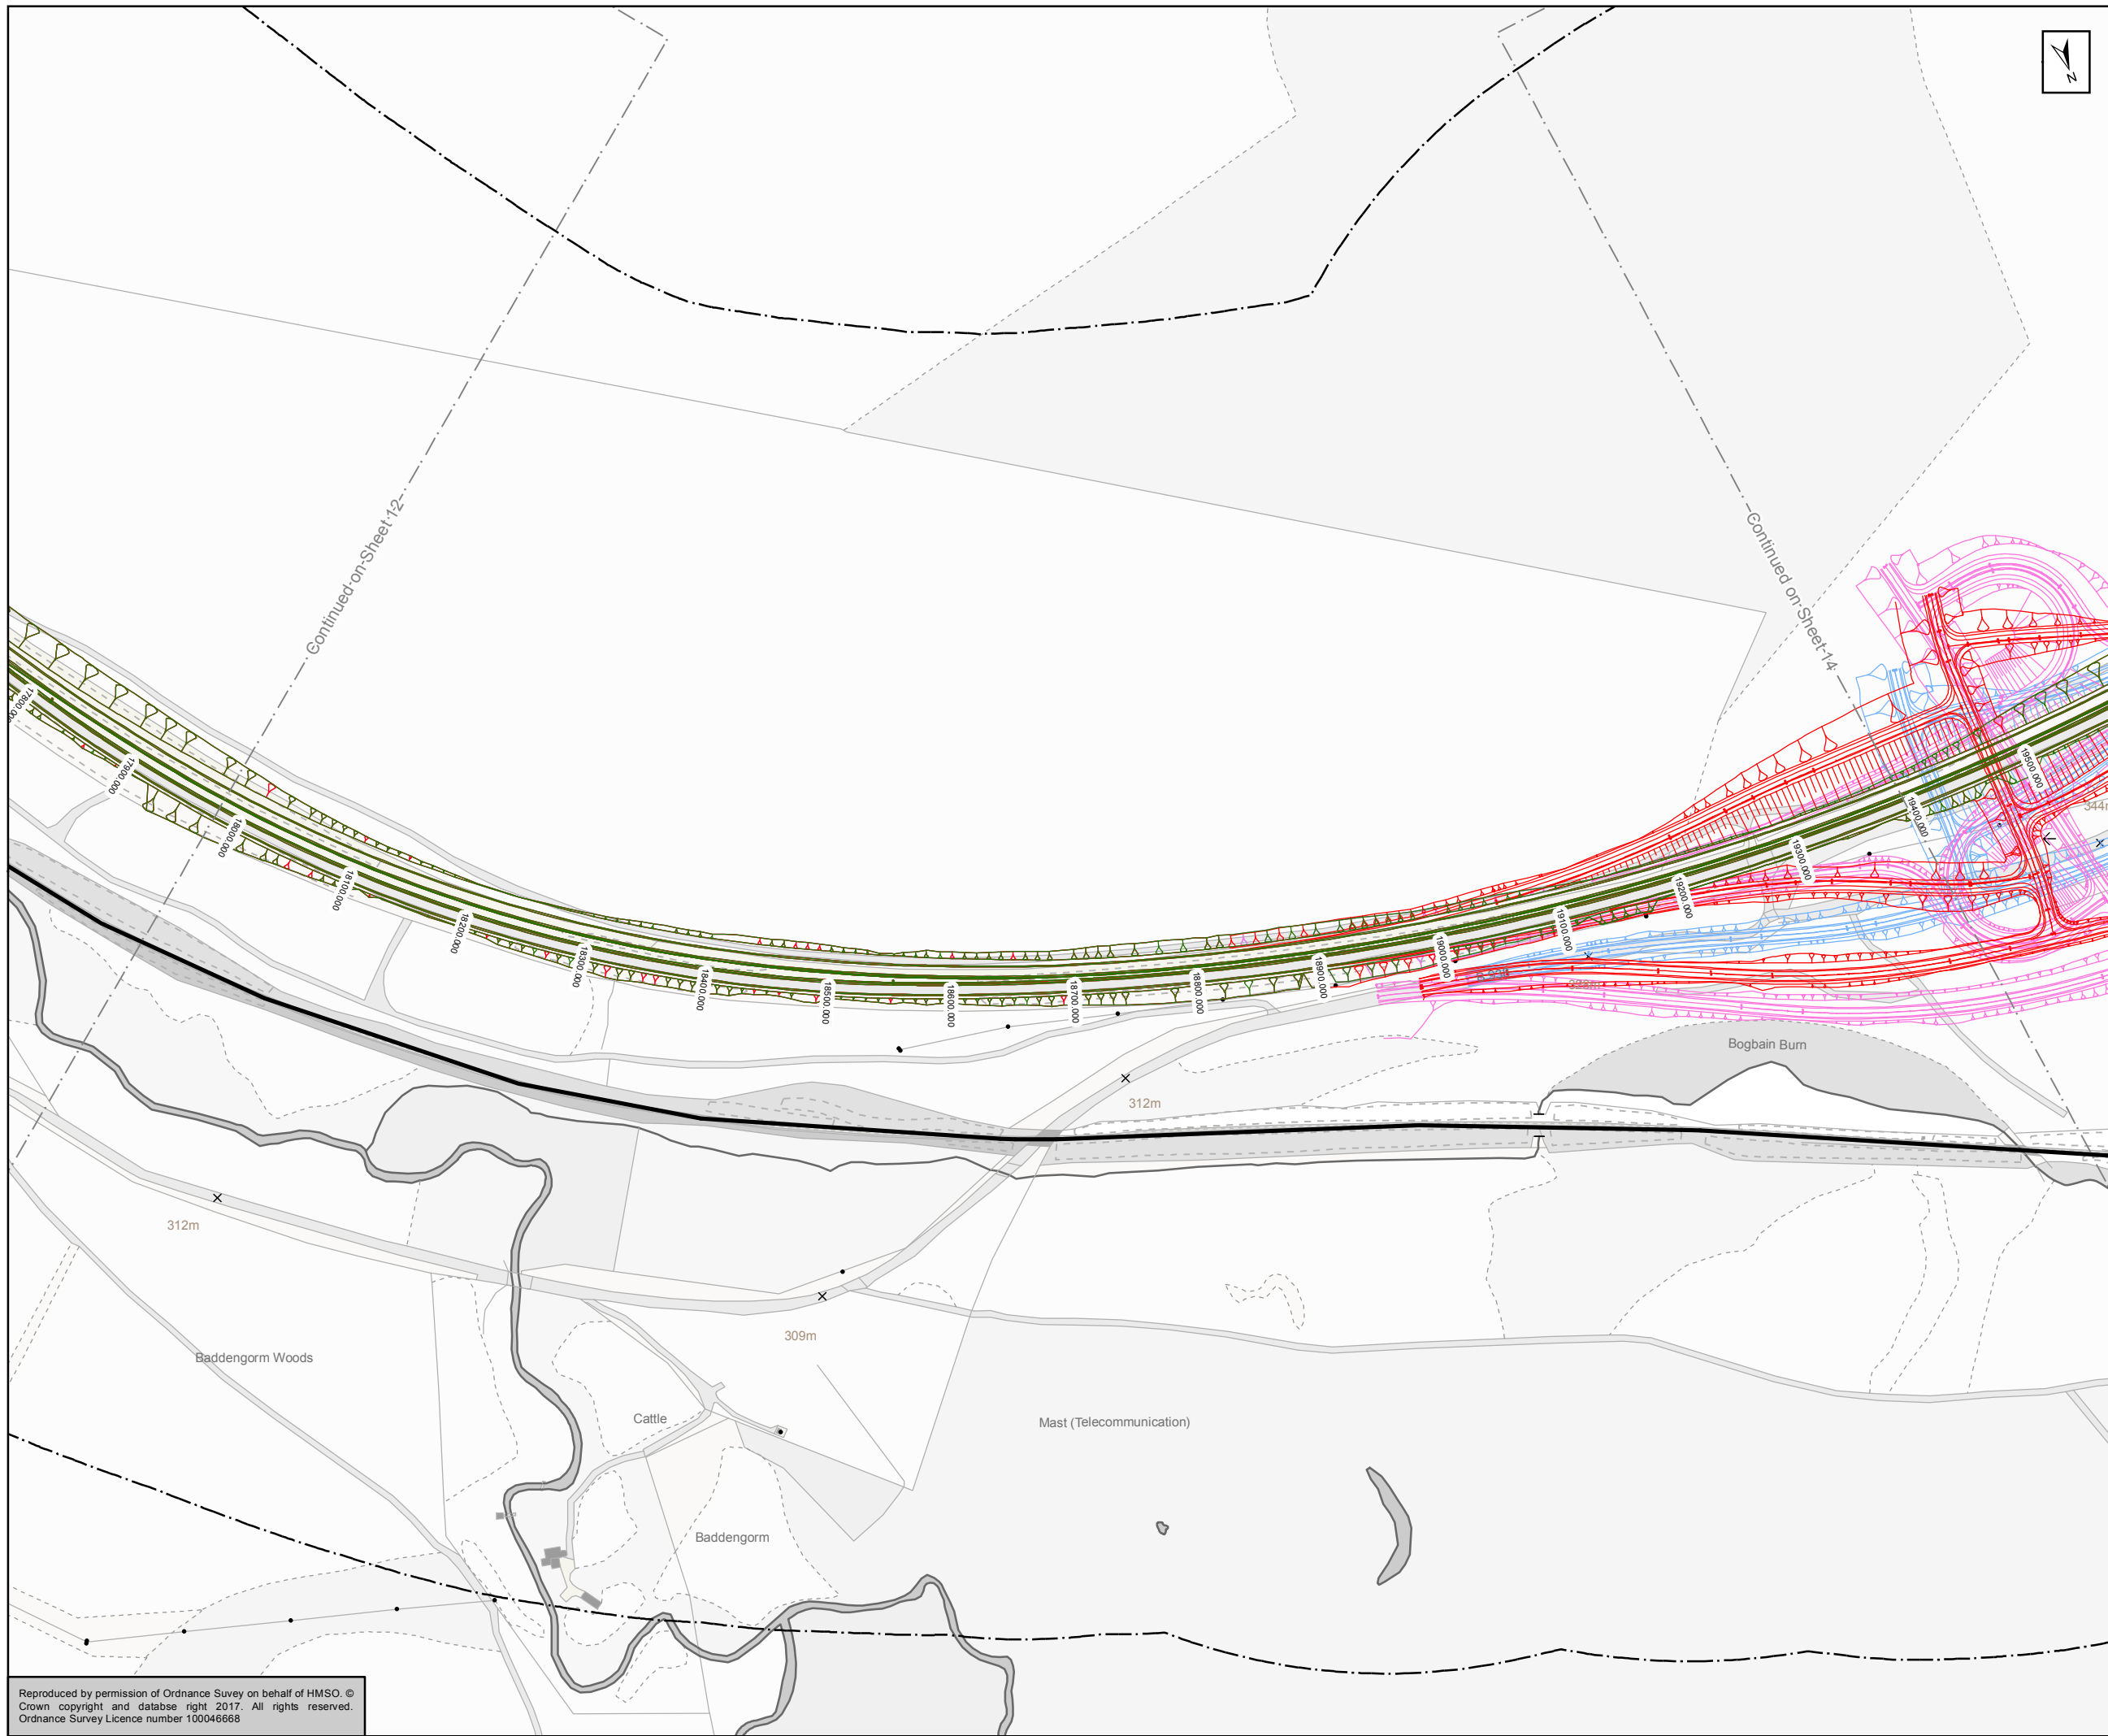 N
Continued on Sheet 12
Continued on Sheet 14
17800.000
17900.000
18000.000
18100.000
18200.000
18300.000
18400.000
18500.000
18600.000
18700.000
18800.000
18900.000
19000.000
19100.000
19200.000
19300.000
19400.000
19500.000
344m
Bogbain Burn
312m
312m
309m
Baddengorm Woods
Cattle
Mast (Telecommunication)
Baddengorm
Reproduced by permission of Ordnance Suvey on behalf of HMSO. ©
Crown copyright and databse right 2017. All rights reserved.
Ordnance Survey Licence number 100046668